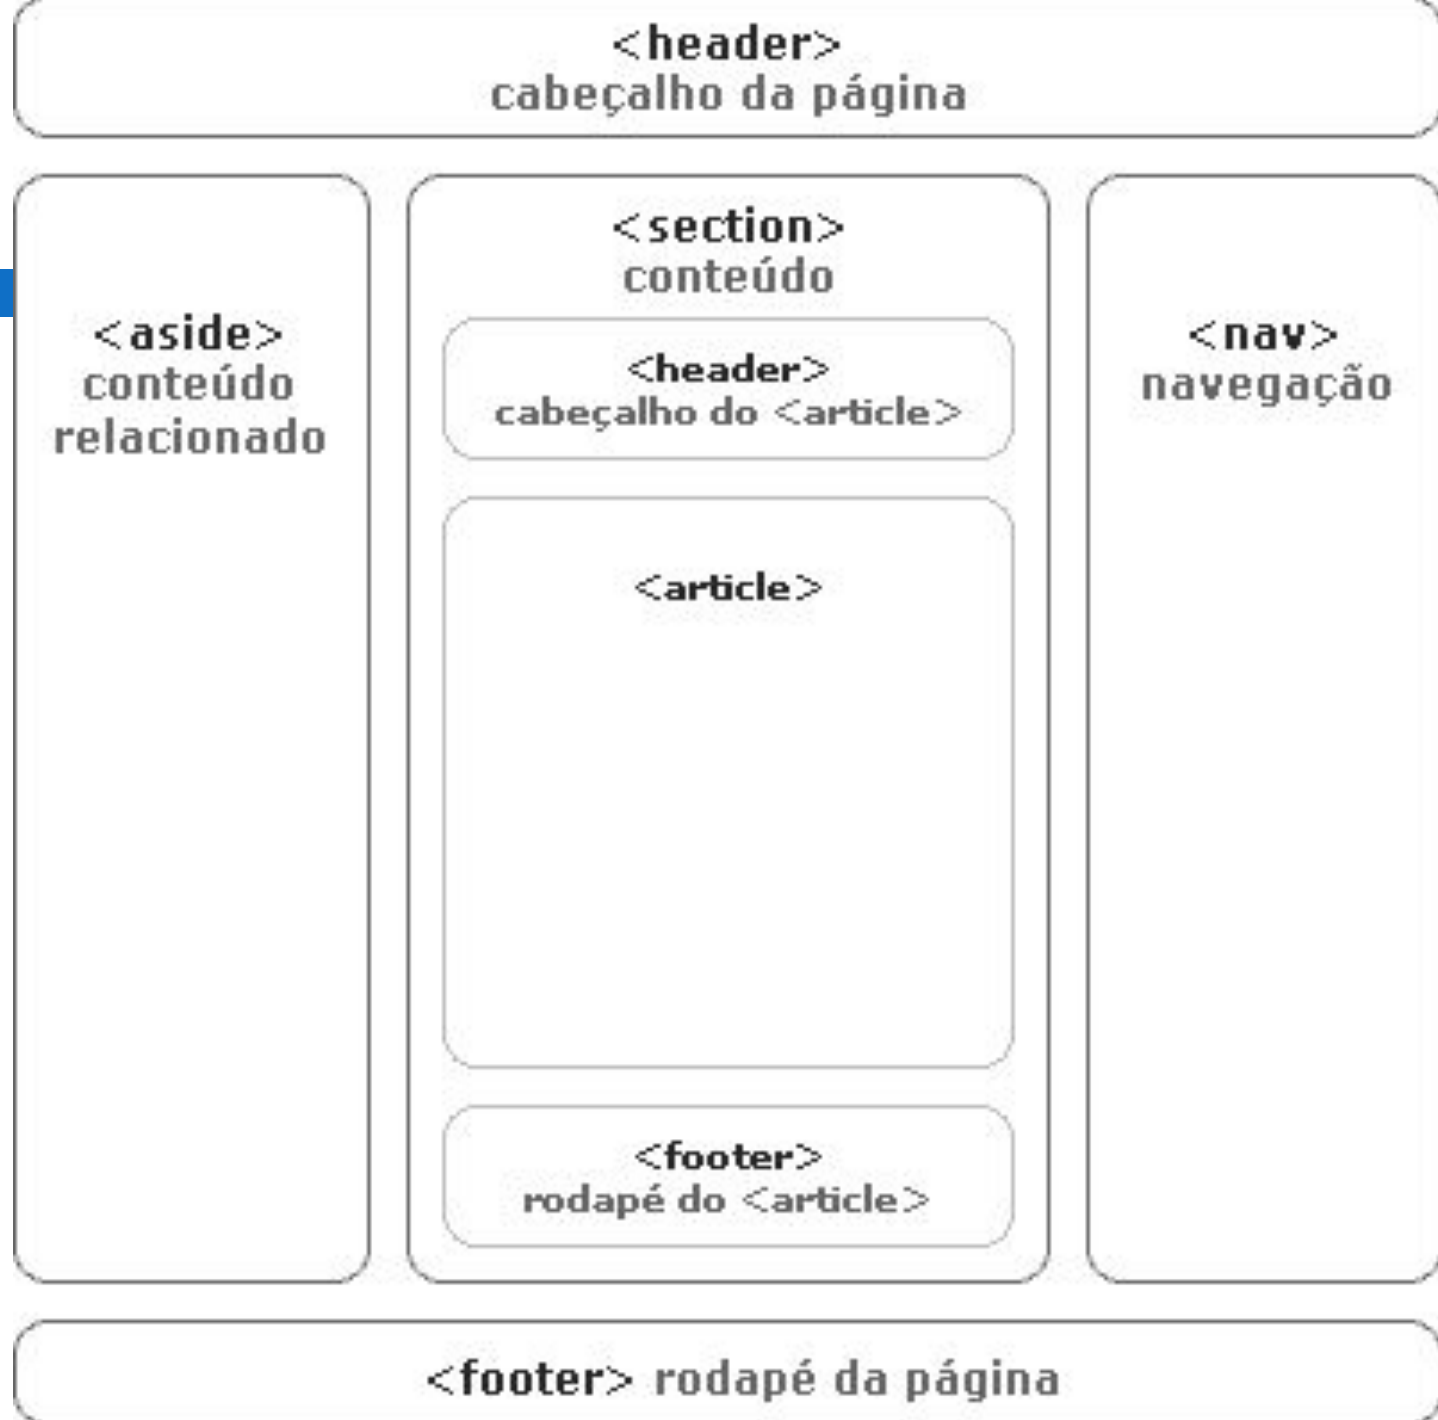 <header>
cabeçalho da página
<aside>
conteúdo
relacionado
<section>
conteúdo
<header>
cabeçalho do <article>
<article>
<footer>
rodapé do <article>
<nav>
navegação
<footer> rodapé da página